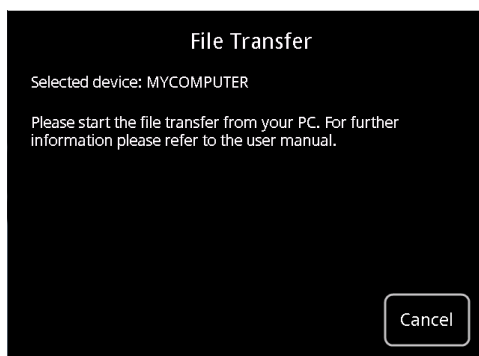 File Transfer
Selected device: MYCOMPUTER
Please start the file transfer from your PC. For further
information please refer to the user manual.
Cancel